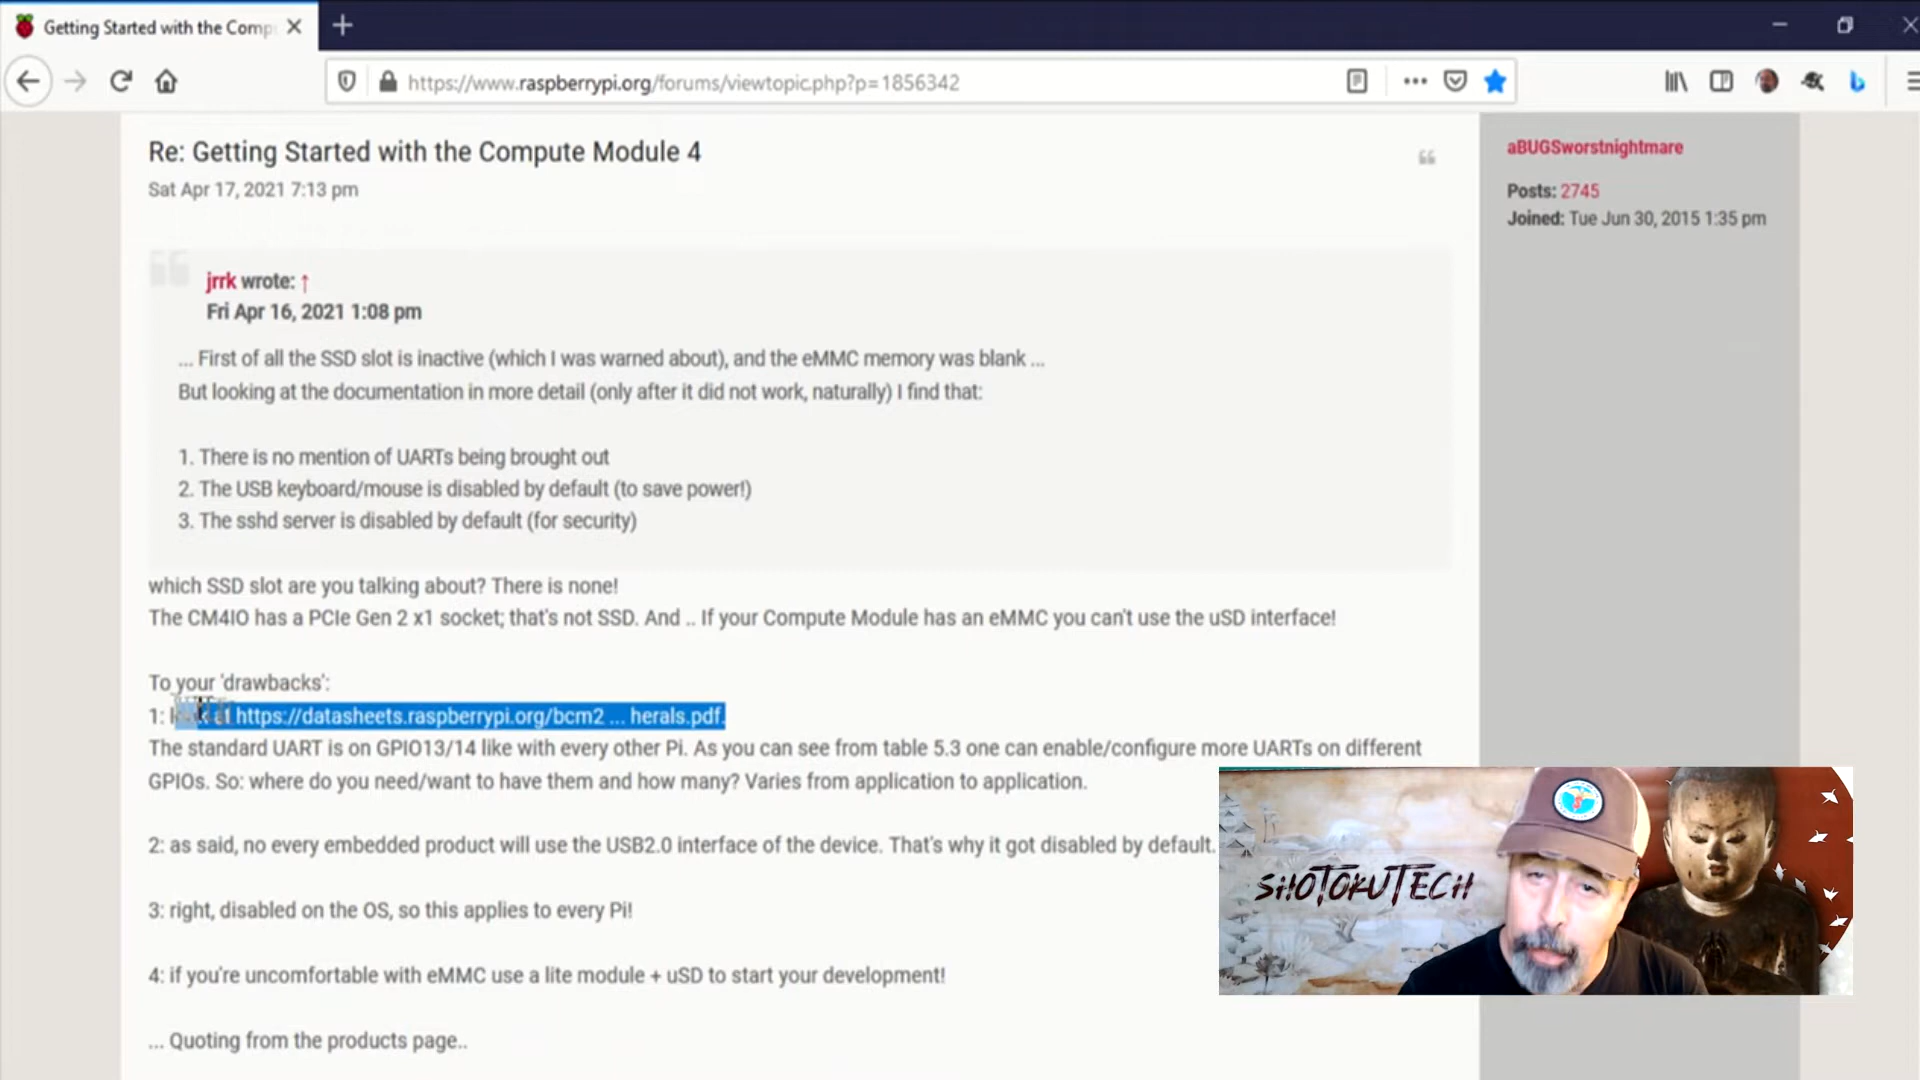 Getting Started with the Comp
https://www.raspberrypi.org/forums/viewtopic.php?p=1856342
Re: Getting Started with the Compute Module 4
Sat Apr 17, 2021 7:13 pm
aBUGSworstnightmare
Posts: 2745
Joined: Tue Jun 30, 2015 1:35 pm
jrrk wrote: ↑
Fri Apr 16, 2021 1:08 pm
... First of all the SSD slot is inactive (which I was warned about), and the eMMC memory was blank ...
But looking at the documentation in more detail (only after it did not work, naturally) I find that:
1. There is no mention of UARTs being brought out
2. The USB keyboard/mouse is disabled by default (to save power!)
3. The sshd server is disabled by default (for security)
which SSD slot are you talking about? There is none!
The CM4IO has a PCIe Gen 2 x1 socket; that's not SSD. And .. If your Compute Module has an eMMC you can't use the uSD interface!
To your 'drawbacks':
1: at https://datasheets.raspberrypi.org/bcm2 ... herals.pdf.
The standard UART is on GPIO13/14 like with every other Pi. As you can see from table 5.3 one can enable/configure more UARTs on different
GPIOs. So: where do you need/want to have them and how many? Varies from application to application.
2: as said, no every embedded product will use the USB2.0 interface of the device. That's why it got disabled by default.
3: right, disabled on the OS, so this applies to every Pi!
4: if you're uncomfortable with eMMC use a lite module + uSD to start your development!
... Quoting from the products page..
SHOTOKUTECH